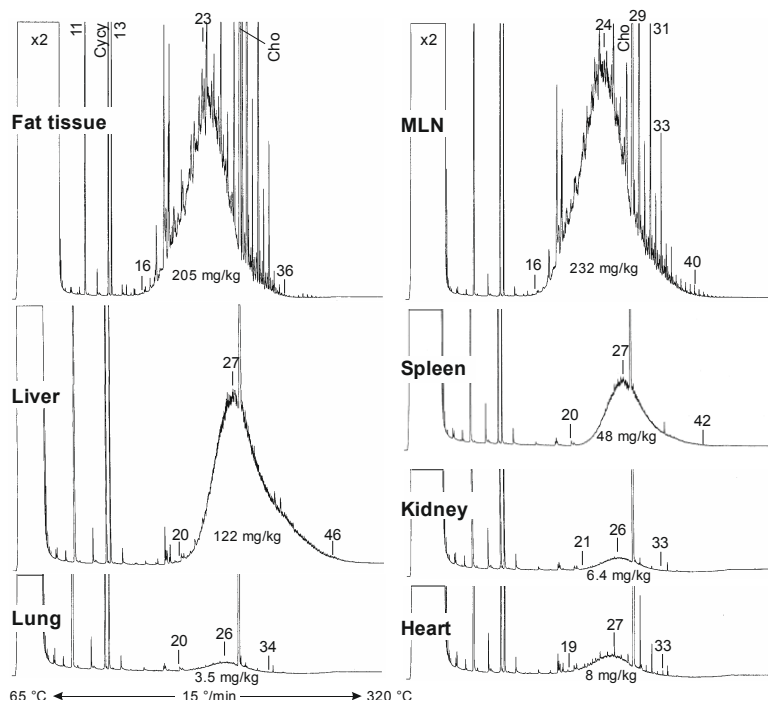 x2
11
Cycy
13
23
Cho
Fat tissue
16
205 mg/kg
36
x2
24
Cho
29
31
MLN
33
16
232 mg/kg
40
27
Liver
20
122 mg/kg
46
27
Spleen
20
48 mg/kg
42
Kidney
21
26
33
6.4 mg/kg
Lung
20
26
34
3.5 mg/kg
Heart
19
27
33
8 mg/kg
65 °C 15 °/min 320 °C